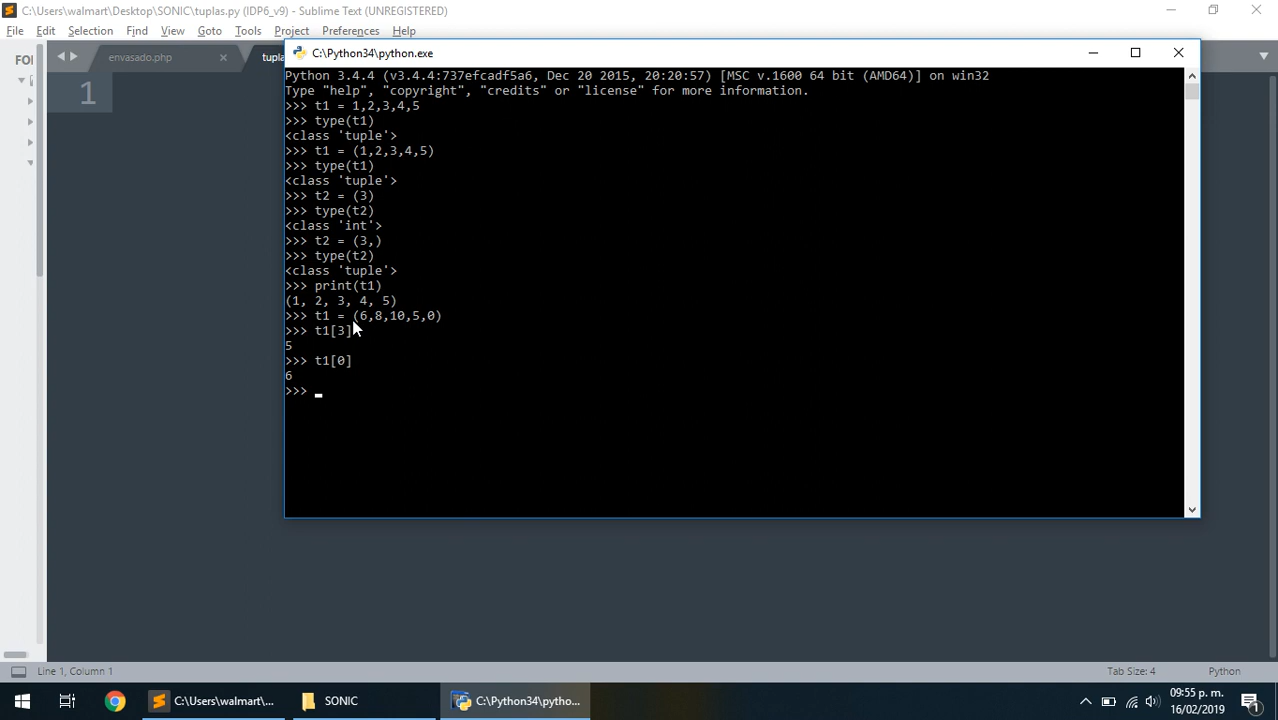 C:\Users\walmart\Desktop\SONIC\tuplas.py (IDP6_v9) - Sublime Text (UNREGISTERED)
File Edit Selection Find View Goto Tools Project Preferences Help
FOI
envasado.php
tupla
1
C:\Python34\python.exe
Python 3.4.4 (v3.4.4:737efcadf5a6, Dec 20 2015, 20:20:57) [MSC v.1600 64 bit (AMD64)] on win32
Type "help", "copyright", "credits" or "license" for more information.
>>> t1 = 1,2,3,4,5
>>> type(t1)
<class 'tuple'>
>>> t1 = (1,2,3,4,5)
>>> type(t1)
<class 'tuple'>
>>> t2 = (3)
>>> type(t2)
<class 'int'>
>>> t2 = (3,)
>>> type(t2)
<class 'tuple'>
>>> print(t1)
(1, 2, 3, 4, 5)
>>> t1 = (6,8,10,5,0)
>>> t1[3]
5
>>> t1[0]
6
>>>
Line 1, Column 1
Tab Size: 4
Python
C:\Users\walmart\...
SONIC
C:\Python34\pytho...
09:55 p. m.
16/02/2019
1